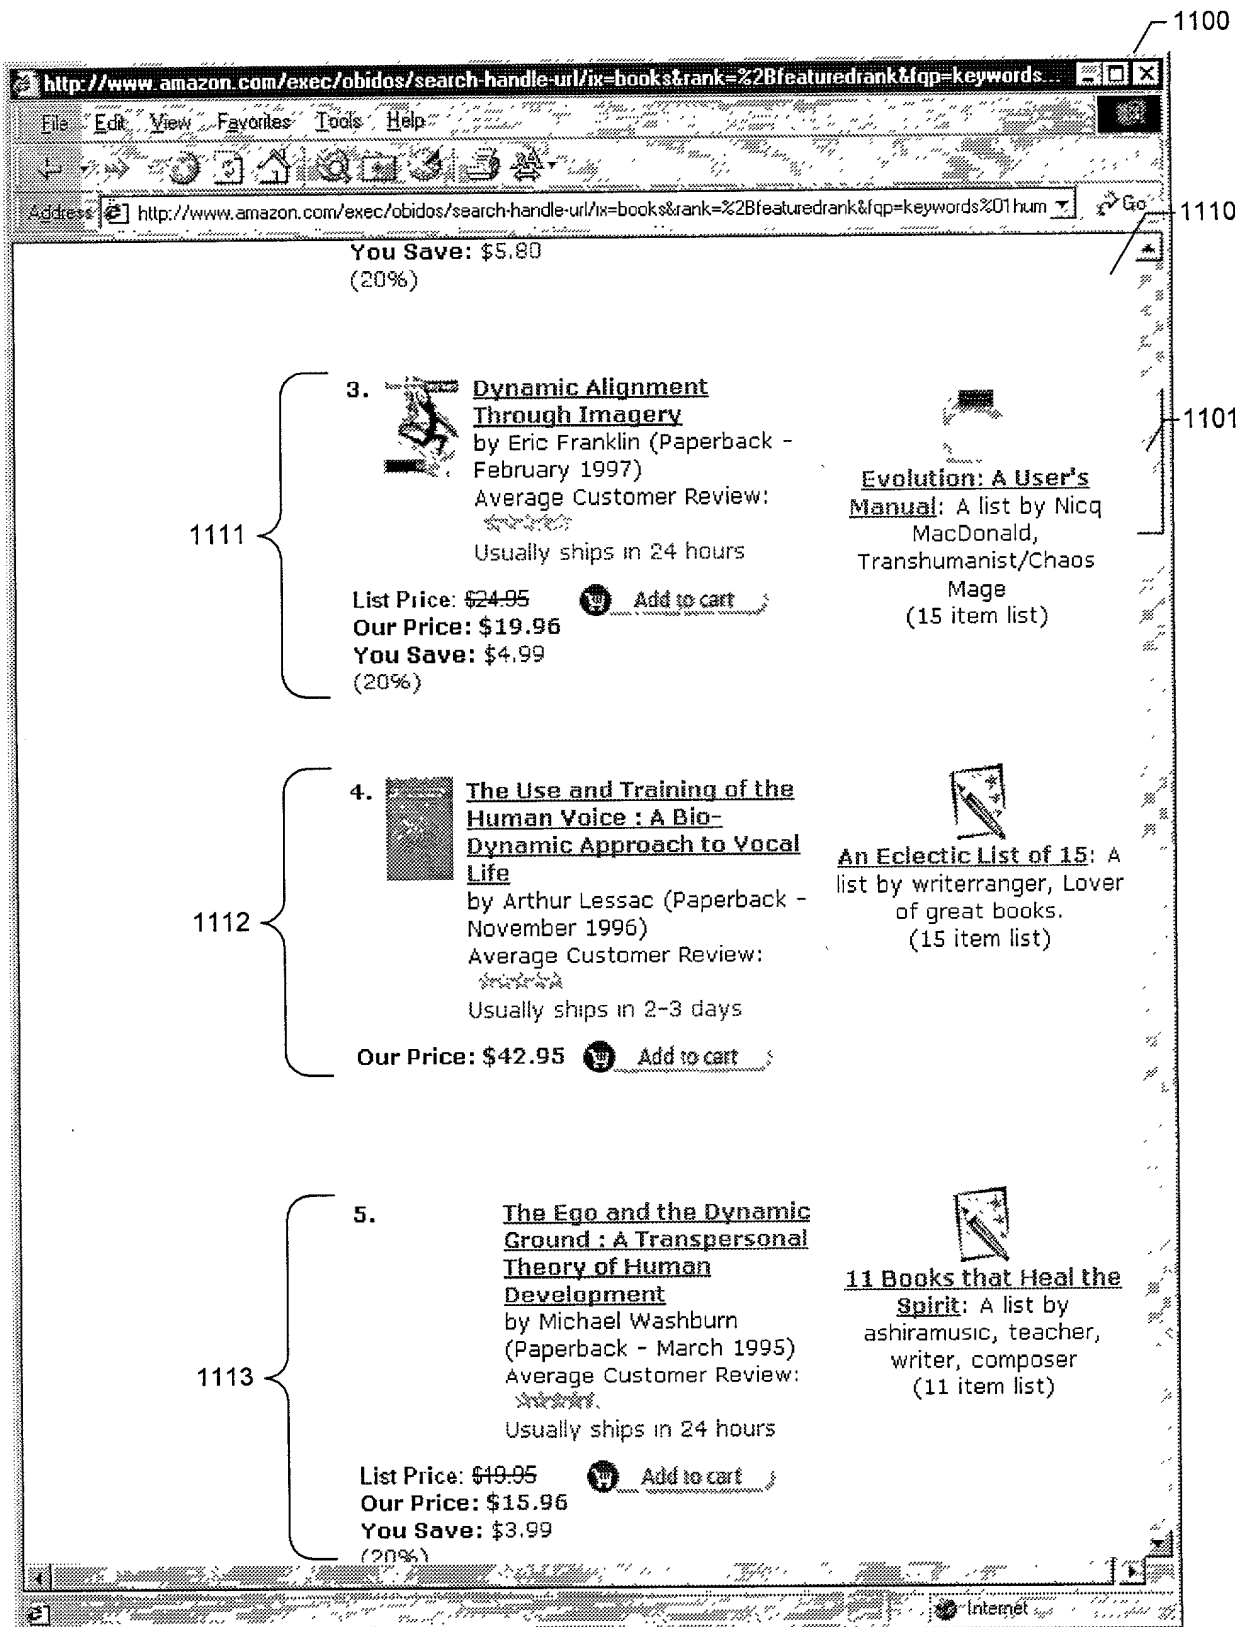 1100
http://www.amazon.com/exec/obidos/search-handle-url/ix=books&rank=%2Bfeaturedrank&fqp=keywords...
File Edit View Favorites Tools Help
Address http://www.amazon.com/exec/obidos/search-handle-url/ix=books&rank=%2Bfeaturedrank&fqp=keywords%01hum Go
1110
You Save: $5.80
(20%)
1101
1111
3. Dynamic Alignment
Through Imagery
by Eric Franklin (Paperback -
February 1997)
Average Customer Review:
Usually ships in 24 hours
List Price: $24.95 Add to cart
Our Price: $19.96
You Save: $4.99
(20%)
Evolution: A User's
Manual: A list by Nicq
MacDonald,
Transhumanist/Chaos
Mage
(15 item list)
1112
4. The Use and Training of the
Human Voice : A Bio-
Dynamic Approach to Vocal
Life
by Arthur Lessac (Paperback -
November 1996)
Average Customer Review:
Usually ships in 2-3 days
Our Price: $42.95 Add to cart
An Eclectic List of 15: A
list by writerranger, Lover
of great books.
(15 item list)
1113
5. The Ego and the Dynamic
Ground : A Transpersonal
Theory of Human
Development
by Michael Washburn
(Paperback - March 1995)
Average Customer Review:
Usually ships in 24 hours
List Price: $19.95 Add to cart
Our Price: $15.96
You Save: $3.99
(20%)
11 Books that Heal the
Spirit: A list by
ashiramusic, teacher,
writer, composer
(11 item list)
Internet